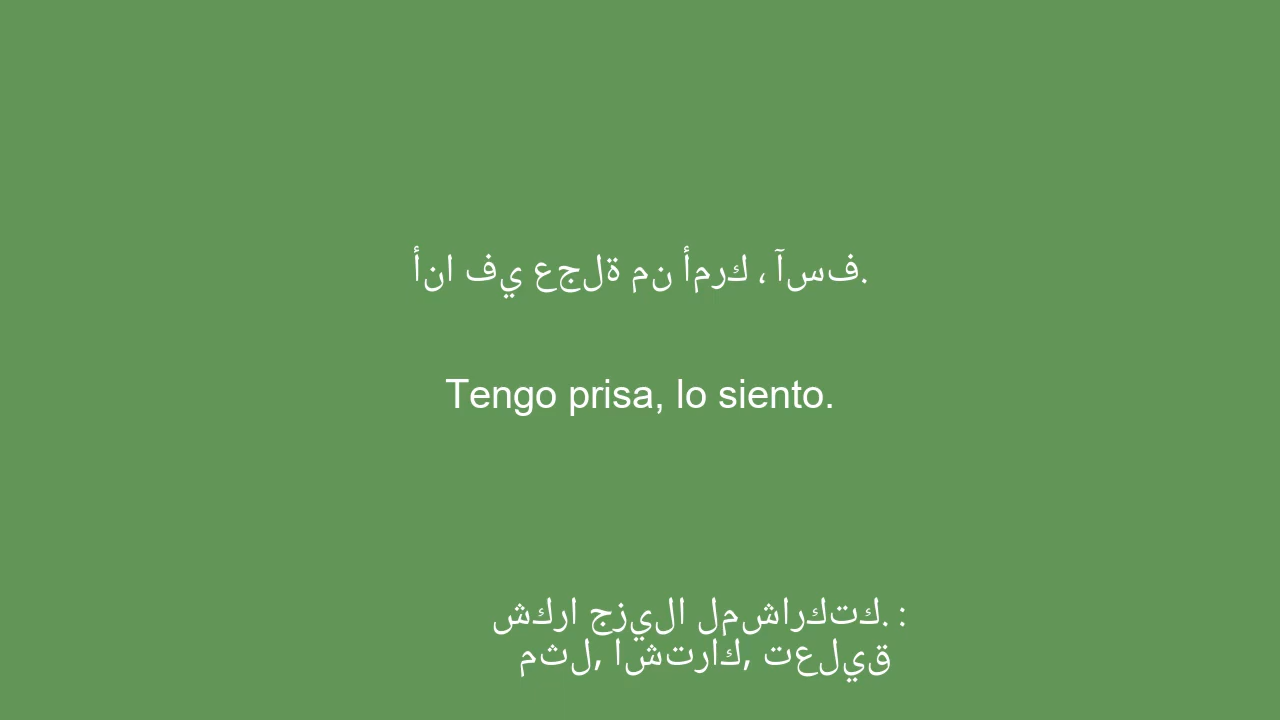 أنا في عجلة من أمرك ، آسف.
Tengo prisa, lo siento.
شكرا جزيلا لمشاركتك. :
مثل, اشتراك, تعليق